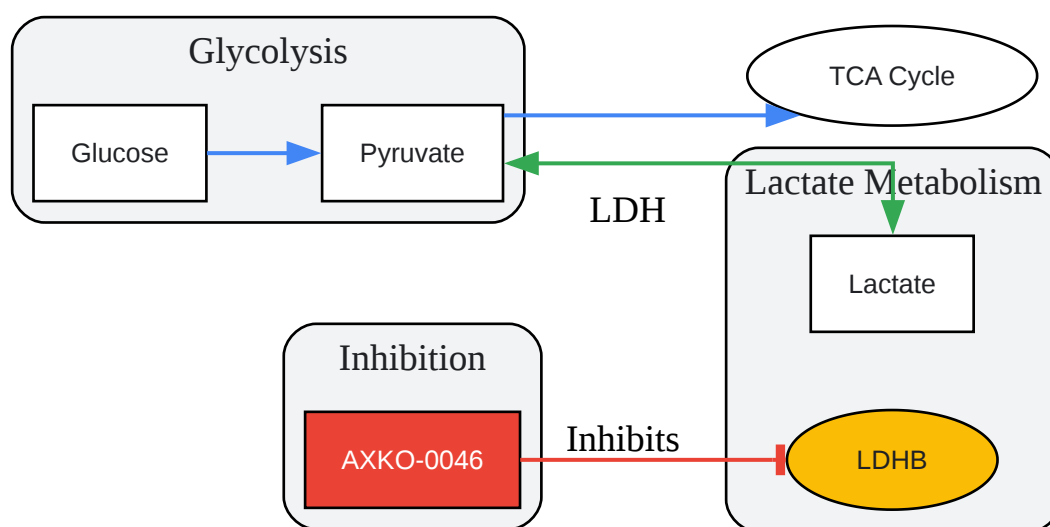 Glycolysis
TCA Cycle
Glucose
Pyruvate
Lactate Metabolism
LDH
Lactate
Inhibition
Inhibits
AXKO-0046
LDHB